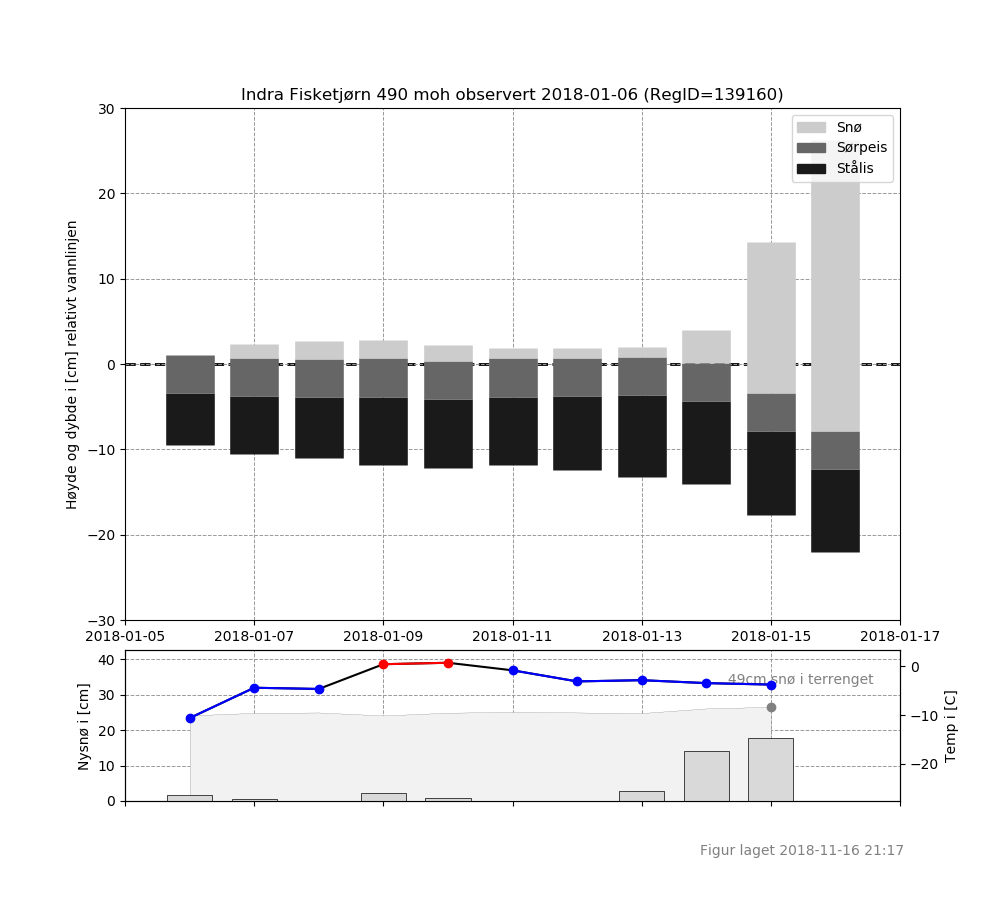 Indra Fisketjørn 490 moh observert 2018-01-06 (RegID=139160)
Høyde og dybde i [cm] relativt vannlinjen
30
20
10
0
−10
−20
−30
Snø
Sørpeis
Stålis
2018-01-05
2018-01-07
2018-01-09
2018-01-11
2018-01-13
2018-01-15
2018-01-17
Nysnø i [cm]
40
30
20
10
0
49cm snø i terrenget
0
−10
−20
Temp i [C]
Figur laget 2018-11-16 21:17